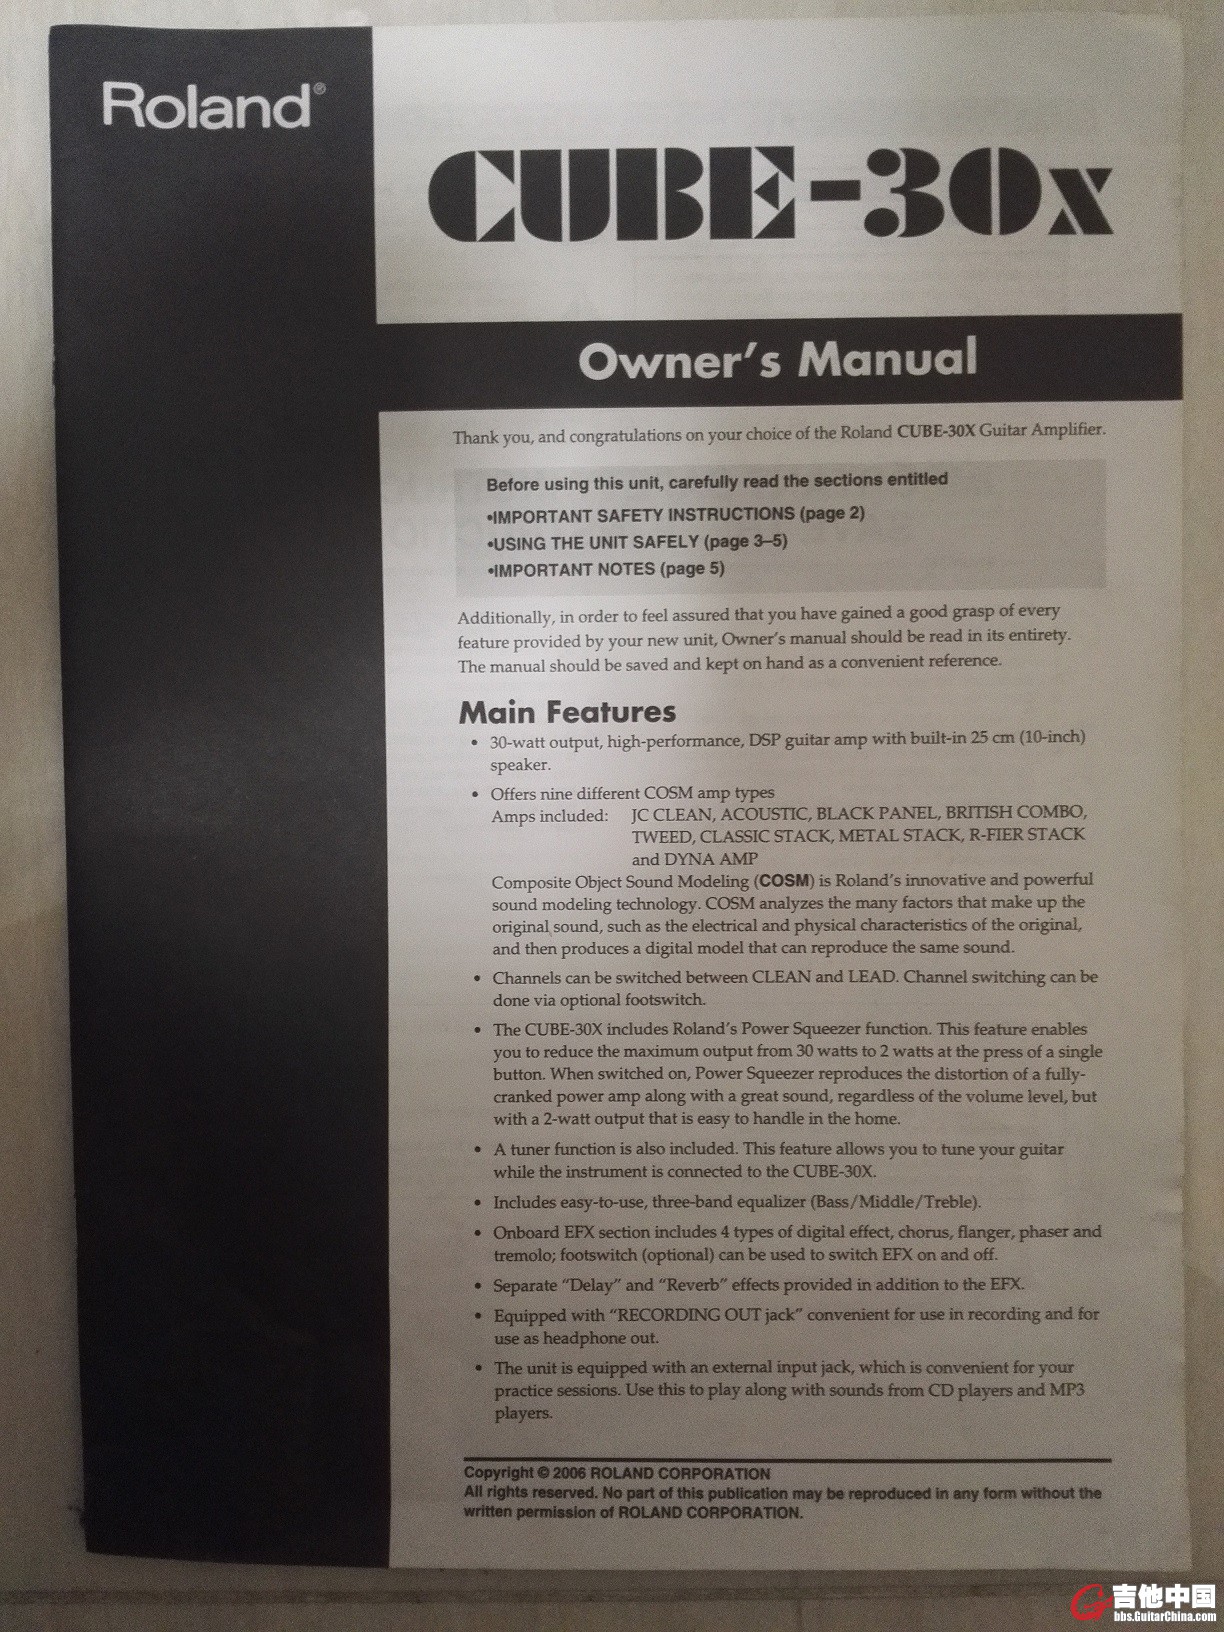 Roland®
CUBE-30X
Owner's Manual
Thank you, and congratulations on your choice of the Roland CUBE-30X Guitar Amplifier.
Before using this unit, carefully read the sections entitled
•IMPORTANT SAFETY INSTRUCTIONS (page 2)
•USING THE UNIT SAFELY (page 3–5)
•IMPORTANT NOTES (page 5)
Additionally, in order to feel assured that you have gained a good grasp of every
feature provided by your new unit, Owner's manual should be read in its entirety.
The manual should be saved and kept on hand as a convenient reference.
Main Features
• 30-watt output, high-performance, DSP guitar amp with built-in 25 cm (10-inch)
speaker.
• Offers nine different COSM amp types
Amps included: JC CLEAN, ACOUSTIC, BLACK PANEL, BRITISH COMBO,
TWEED, CLASSIC STACK, METAL STACK, R-FIER STACK
and DYNA AMP
Composite Object Sound Modeling (COSM) is Roland's innovative and powerful
sound modeling technology. COSM analyzes the many factors that make up the
original sound, such as the electrical and physical characteristics of the original,
and then produces a digital model that can reproduce the same sound.
• Channels can be switched between CLEAN and LEAD. Channel switching can be
done via optional footswitch.
• The CUBE-30X includes Roland's Power Squeezer function. This feature enables
you to reduce the maximum output from 30 watts to 2 watts at the press of a single
button. When switched on, Power Squeezer reproduces the distortion of a fully-
cranked power amp along with a great sound, regardless of the volume level, but
with a 2-watt output that is easy to handle in the home.
• A tuner function is also included. This feature allows you to tune your guitar
while the instrument is connected to the CUBE-30X.
• Includes easy-to-use, three-band equalizer (Bass/Middle/Treble).
• Onboard EFX section includes 4 types of digital effect, chorus, flanger, phaser and
tremolo; footswitch (optional) can be used to switch EFX on and off.
• Separate "Delay" and "Reverb" effects provided in addition to the EFX.
• Equipped with "RECORDING OUT jack" convenient for use in recording and for
use as headphone out.
• The unit is equipped with an external input jack, which is convenient for your
practice sessions. Use this to play along with sounds from CD players and MP3
players.
Copyright © 2006 ROLAND CORPORATION
All rights reserved. No part of this publication may be reproduced in any form without the
written permission of ROLAND CORPORATION.
吉他中国
bbs.GuitarChina.com